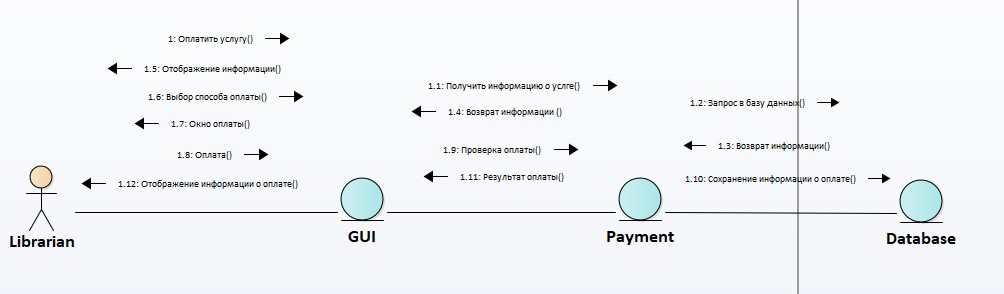 1: Оплатить услугу()
1.5: Отображение информации()
1.6: Выбор способа оплаты()
1.7: Окно оплаты()
1.8: Оплата()
1.12: Отображение информации о оплате()
1.1: Получить информацию о услге()
1.4: Возврат информации ()
1.9: Проверка оплаты()
1.11: Результат оплаты()
1.2: Запрос в базу данных()
1.3: Возврат информации()
1.10: Сохранение информации о оплате()
Librarian
GUI
Payment
Database